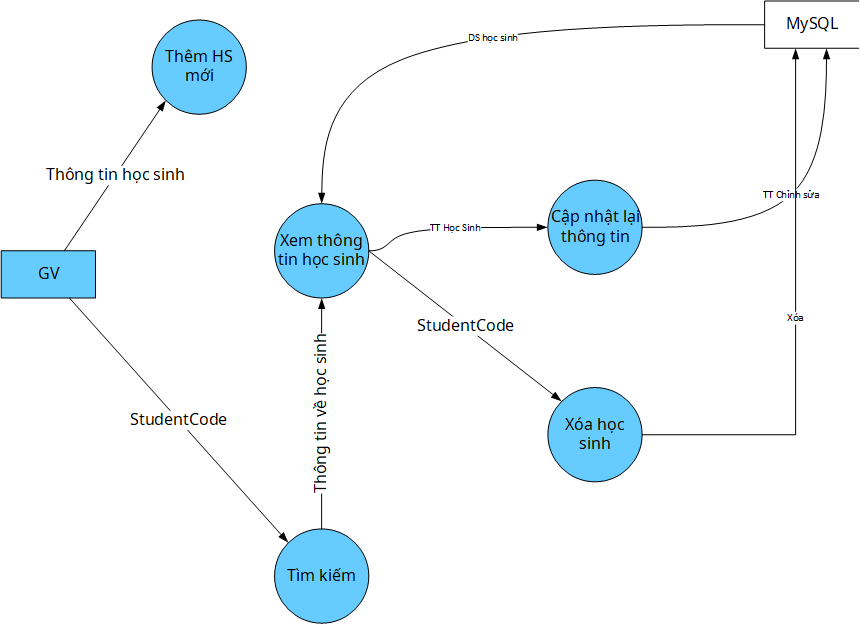 MySQL
DS học sinh
Thêm HS
mới
Thông tin học sinh
GV
Xem thông
tin học sinh
TT Học Sinh
Cập nhật lại
thông tin
TT Chỉnh sửa
StudentCode
Xóa
Thông tin về học sinh
StudentCode
Xóa học
sinh
Tìm kiếm